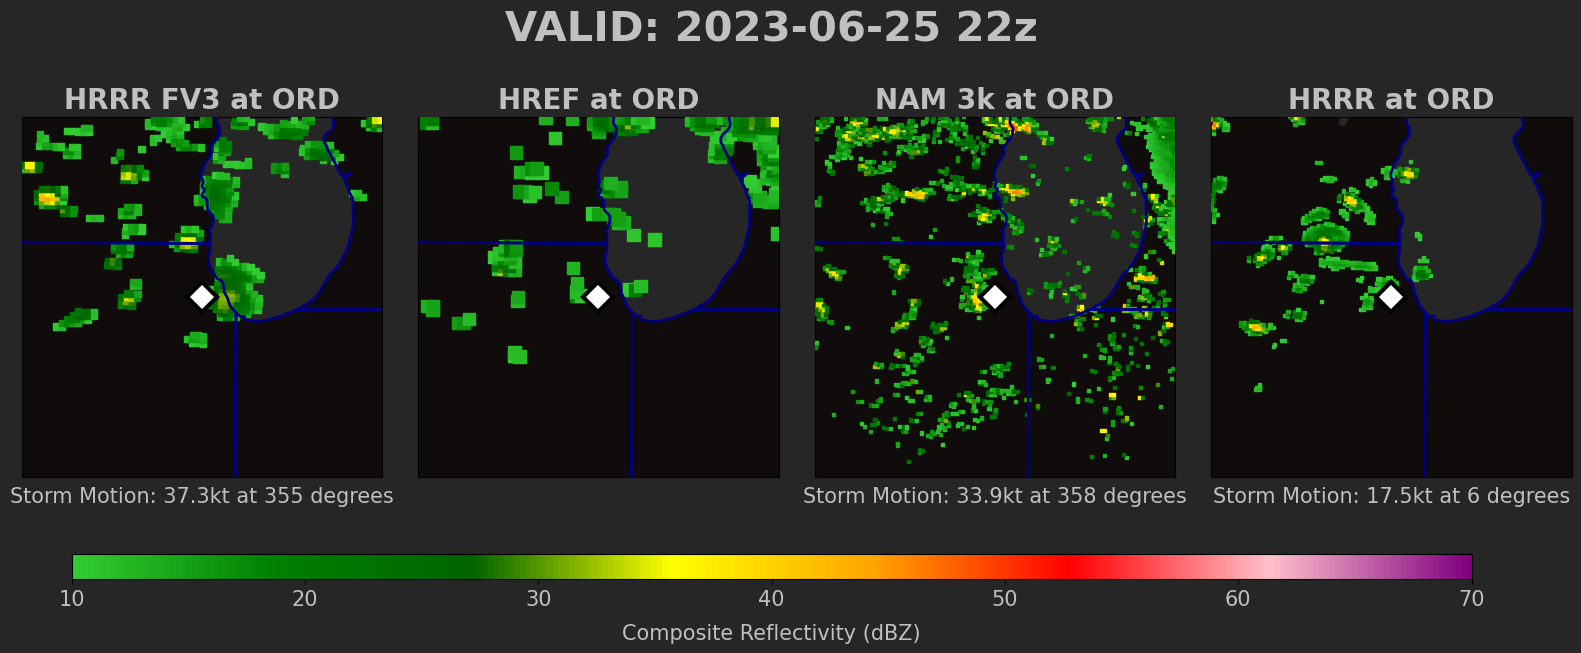 VALID: 2023-06-25 22z
HRRR FV3 at ORD
HREF at ORD
NAM 3k at ORD
HRRR at ORD
Storm Motion: 37.3kt at 355 degrees
Storm Motion: 33.9kt at 358 degrees
Storm Motion: 17.5kt at 6 degrees
10 20 30 40 50 60 70
Composite Reflectivity (dBZ)